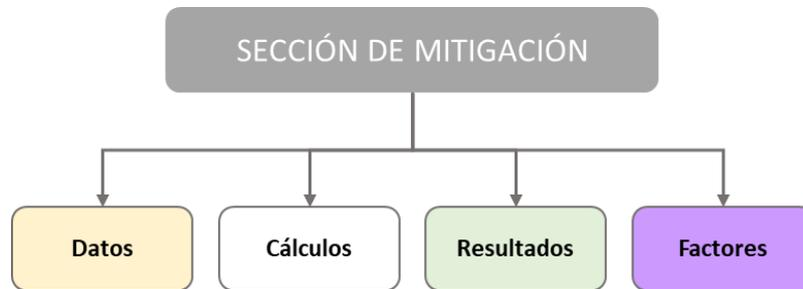 SECCIÓN DE MITIGACIÓN
Datos
Cálculos
Resultados
Factores